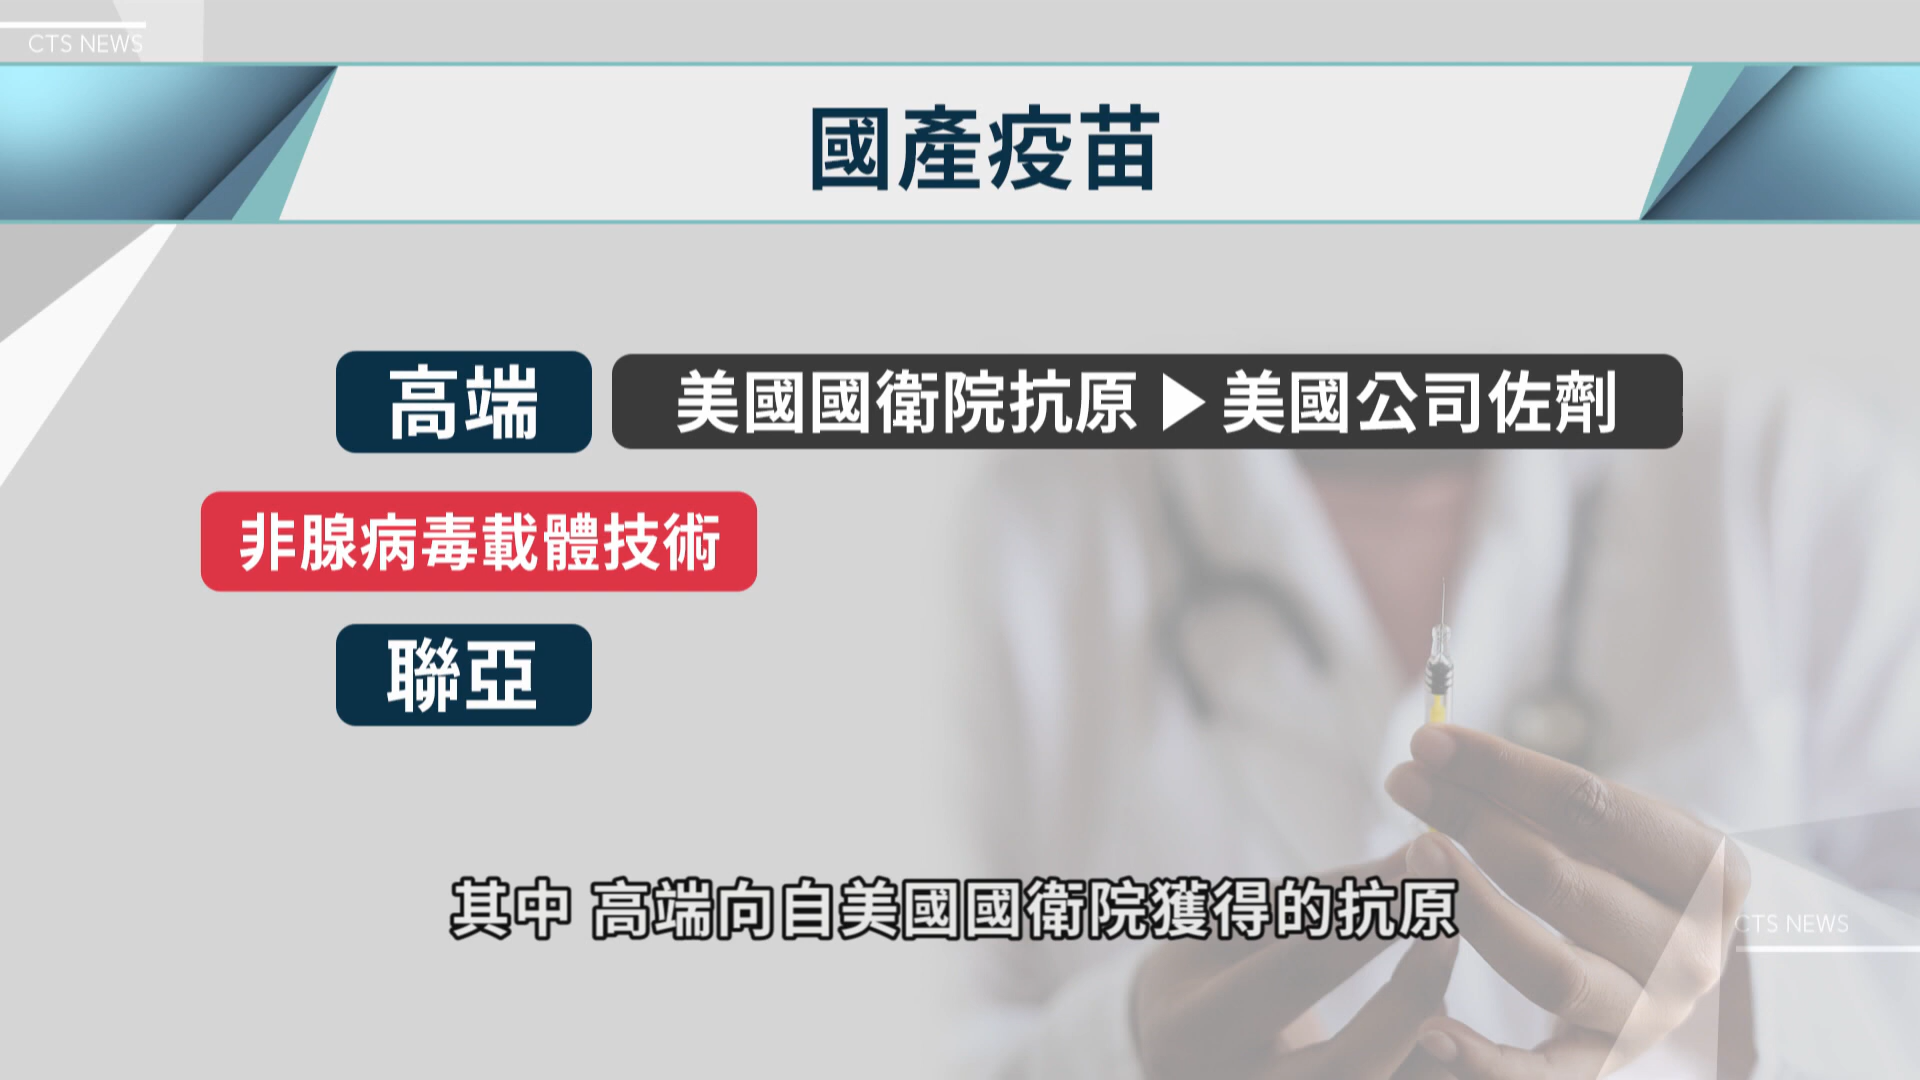 CTS NEWS
國產疫苗
高端 美國國衛院抗原▶美國公司佐劑
非腺病毒載體技術
聯亞
其中 高端向自美國國衛院獲得的抗原
CTS NEWS